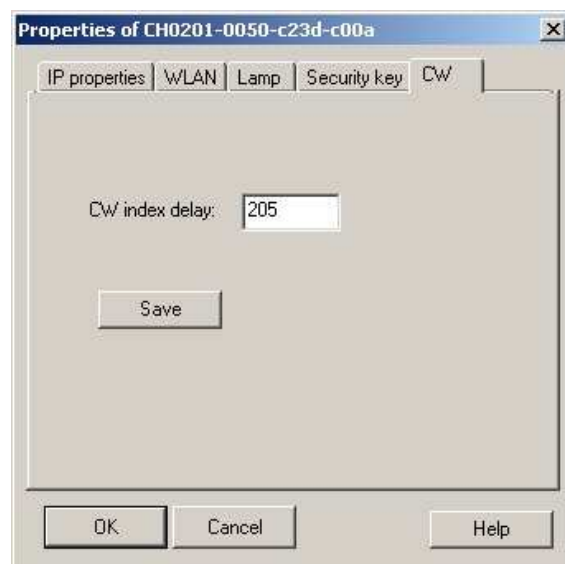 Properties of CH0201-0050-c23d-c00a
IP properties WLAN Lamp Security key CW
CW index delay: 205
Save
OK Cancel Help